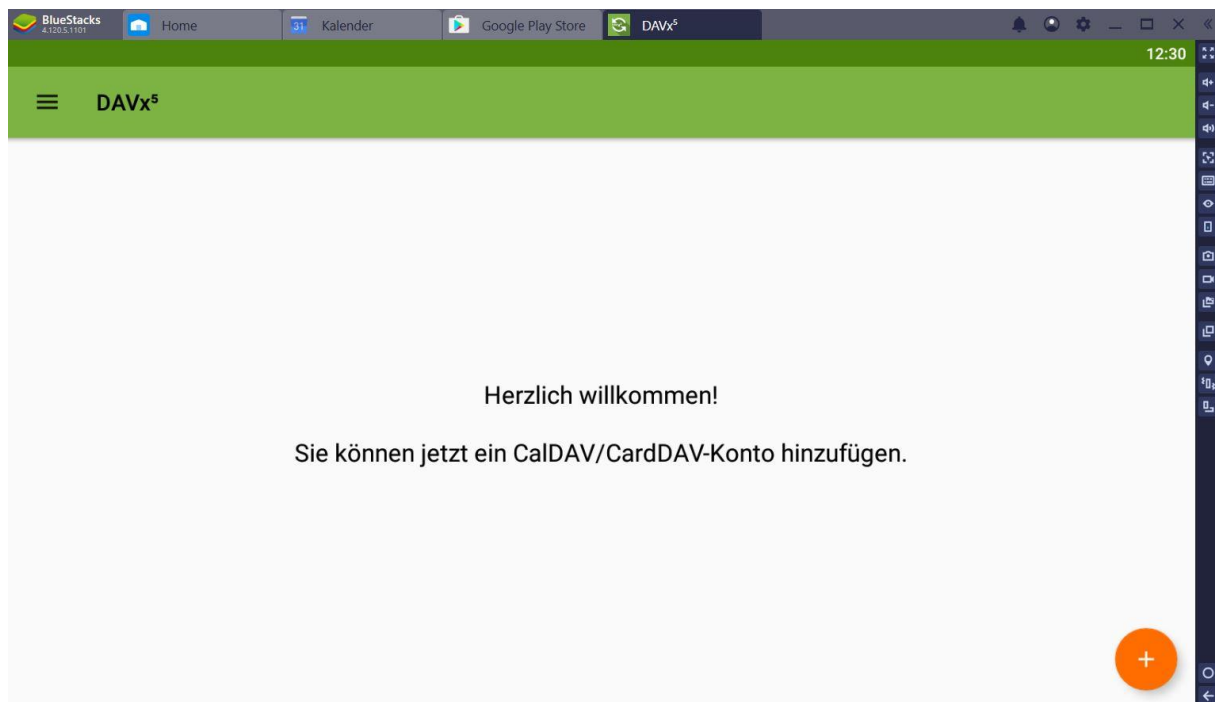 BlueStacks
4.120.5.1101
Home
31
Kalender
Google Play Store
DAVx⁵
12:30
DAVx⁵
Herzlich willkommen!
Sie können jetzt ein CalDAV/CardDAV-Konto hinzufügen.